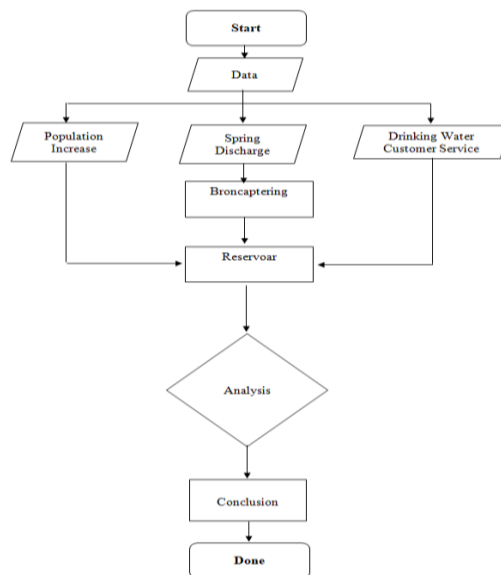 Start
Data
Population
Increase
Spring
Discharge
Drinking Water
Customer Service
Broncaptering
Reservoar
Analysis
Conclusion
Done